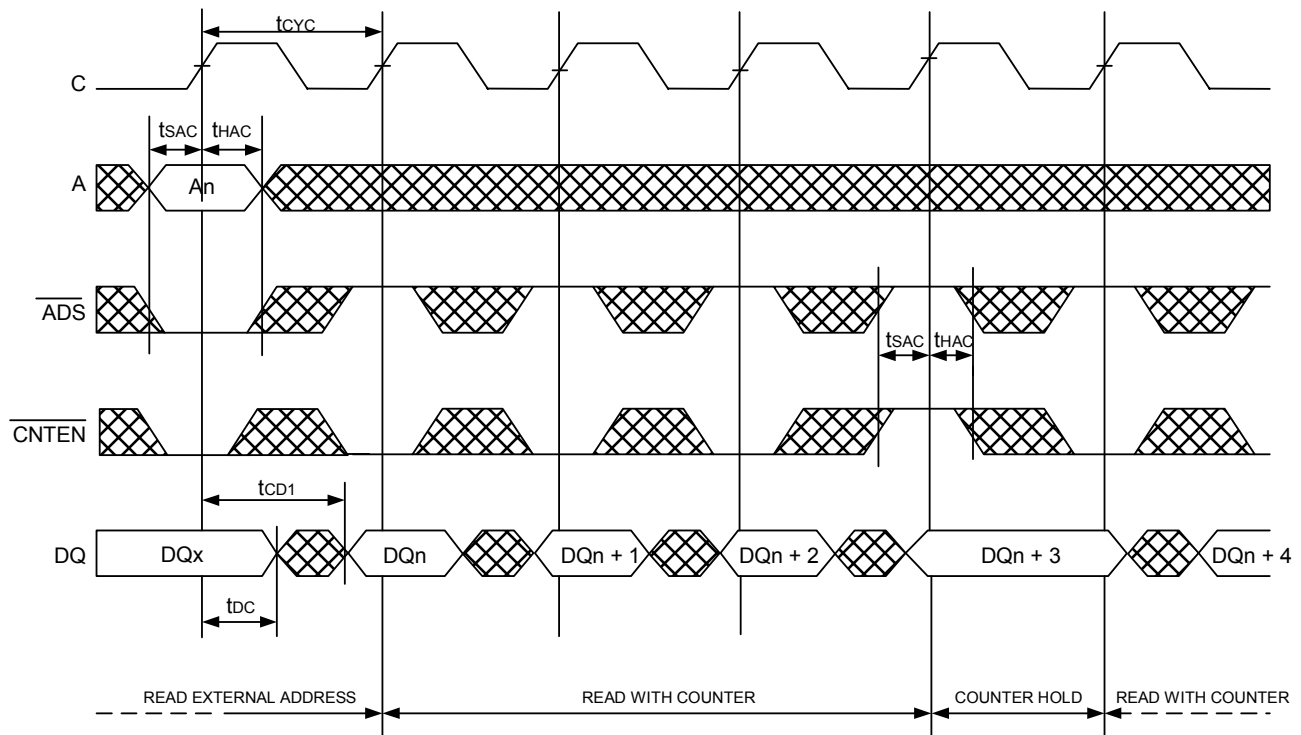 tCYC
C
tSAC tHAC
A An
ADS
tSAC tHAC
CNTEN
tCD1
DQ DQx DQn DQn + 1 DQn + 2 DQn + 3 DQn + 4
tDC
READ EXTERNAL ADDRESS READ WITH COUNTER COUNTER HOLD READ WITH COUNTER